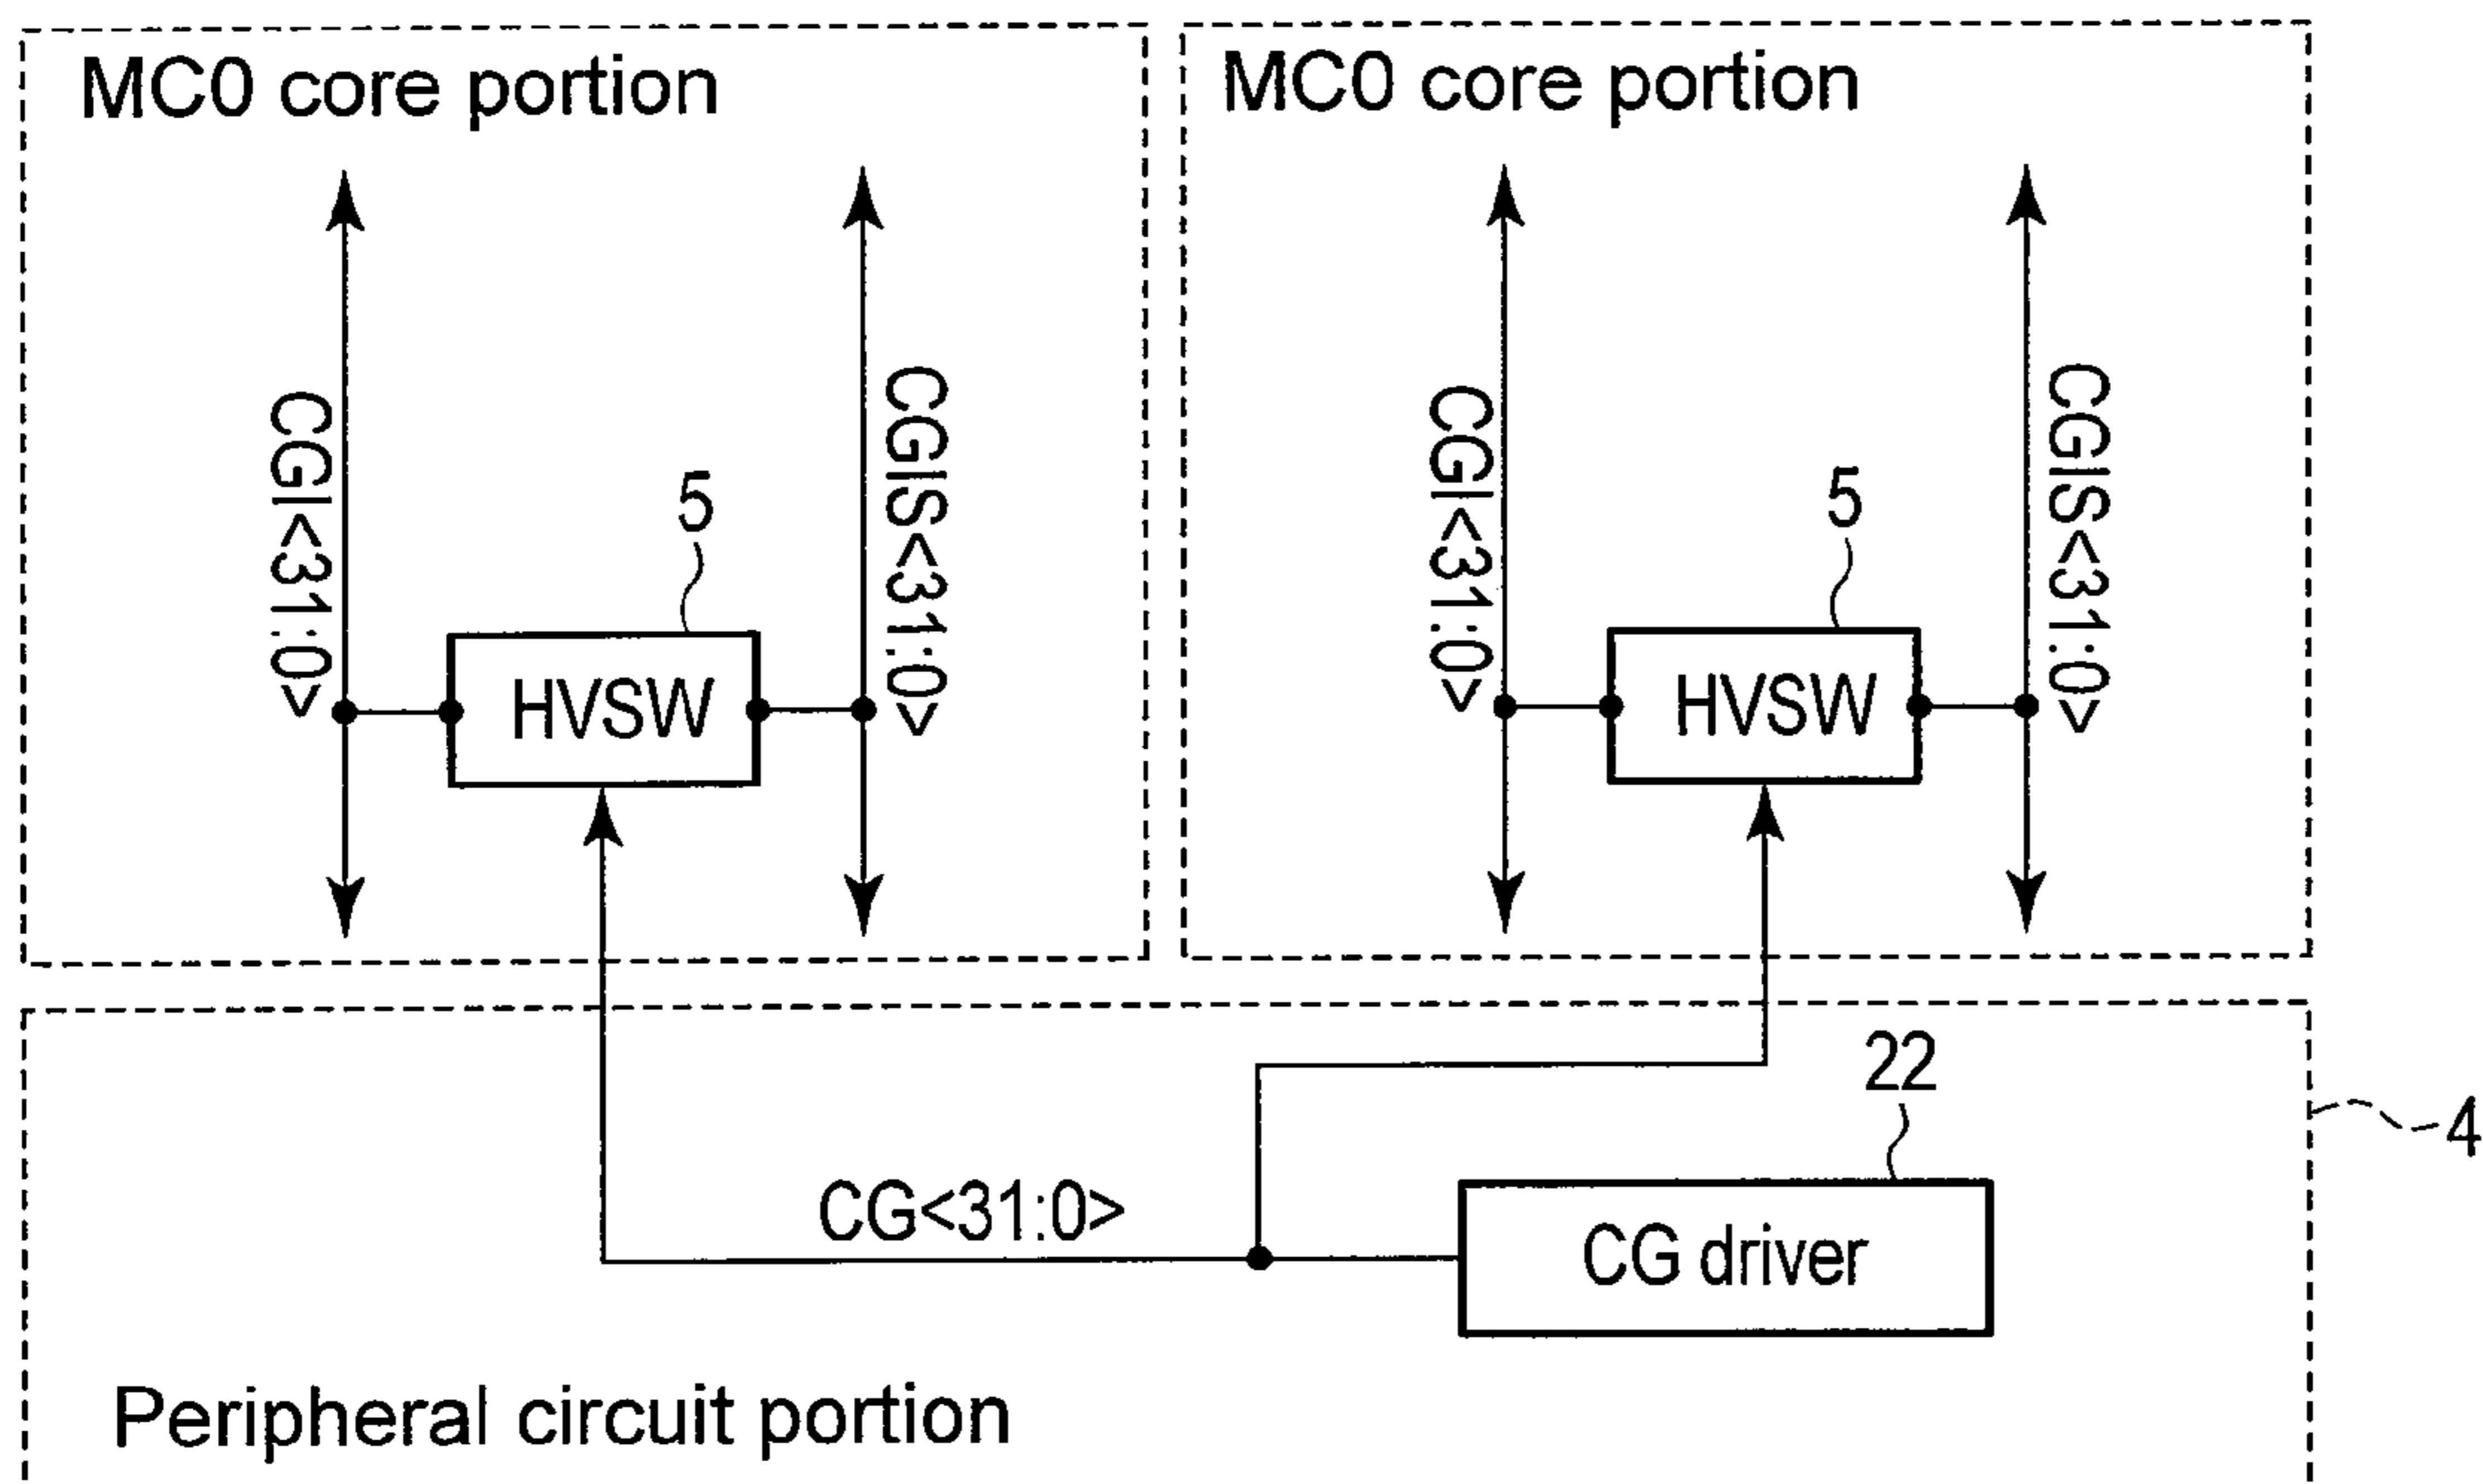 MC0 core portion
CGI<31:0>
5
HVSW
CGIS<31:0>
MC0 core portion
CGI<31:0>
5
HVSW
CGIS<31:0>
22
4
CG<31:0>
CG driver
Peripheral circuit portion